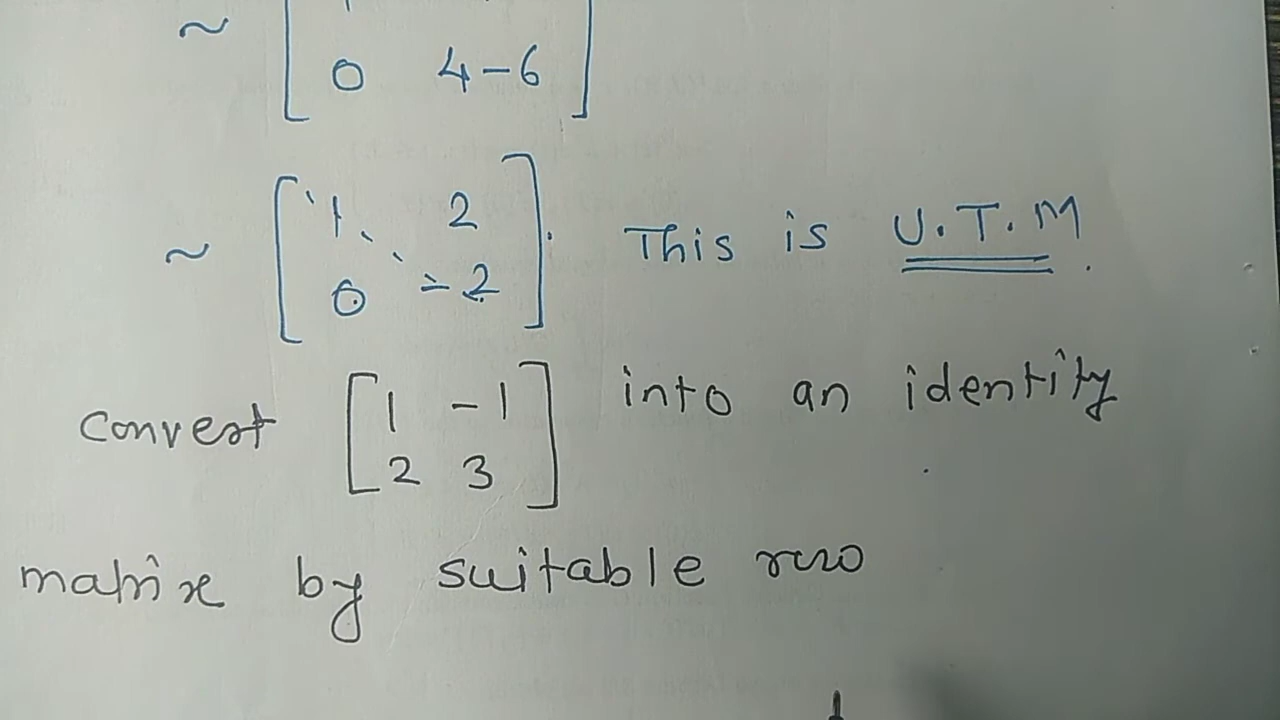 ~ [ 0 4-6 ]
~ [ 1 2
0 -2 ]. This is U.T.M.
Convert [ 1 -1
2 3 ] into an identity
matrix by suitable row